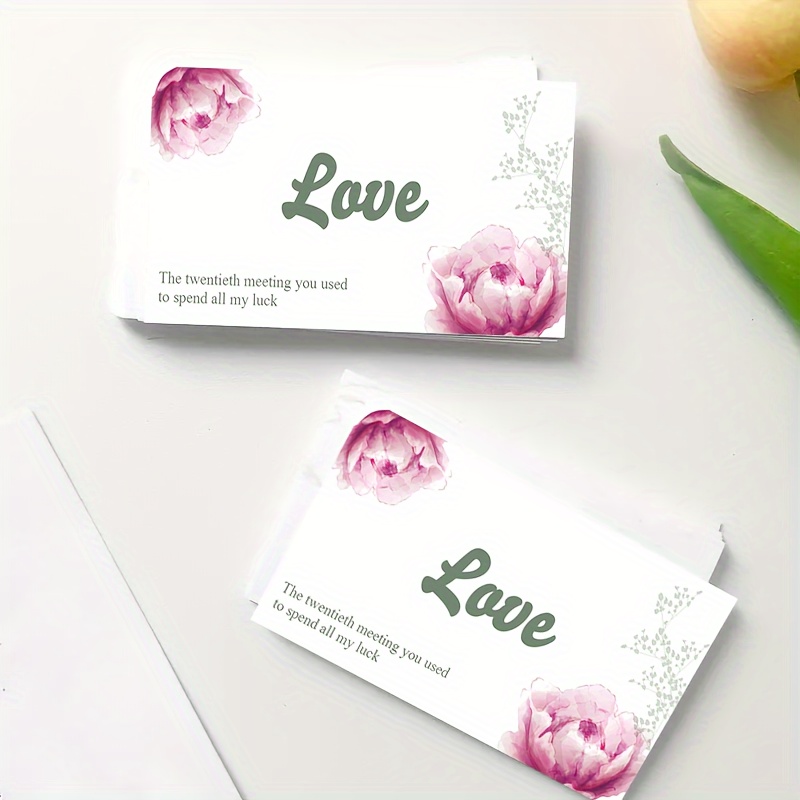 Love
The twentieth meeting you used
to spend all my luck
Love
The twentieth meeting you used
to spend all my luck